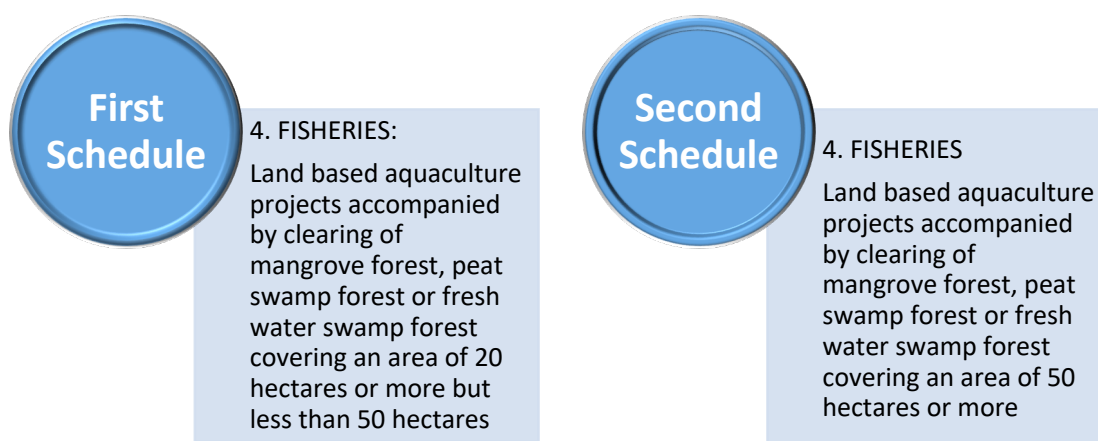 First
Schedule
4. FISHERIES:
Land based aquaculture
projects accompanied
by clearing of
mangrove forest, peat
swamp forest or fresh
water swamp forest
covering an area of 20
hectares or more but
less than 50 hectares
Second
Schedule
4. FISHERIES
Land based aquaculture
projects accompanied
by clearing of
mangrove forest, peat
swamp forest or fresh
water swamp forest
covering an area of 50
hectares or more